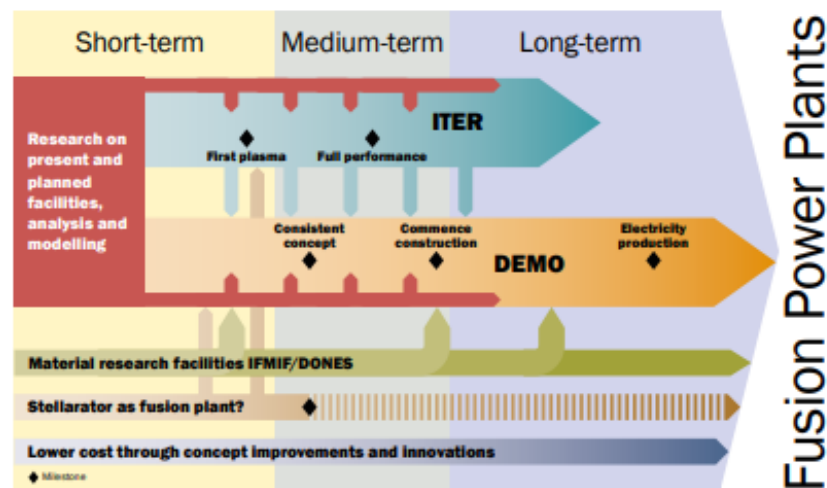 Short-term
Medium-term
Long-term
Research on
present and
planned
facilities,
analysis and
modelling
ITER
First plasma
Full performance
Consistent
concept
Commence
construction
Electricity
production
DEMO
Material research facilities IFMIF/DONES
Stellarator as fusion plant?
Lower cost through concept improvements and innovations
Milestone
Fusion Power Plants